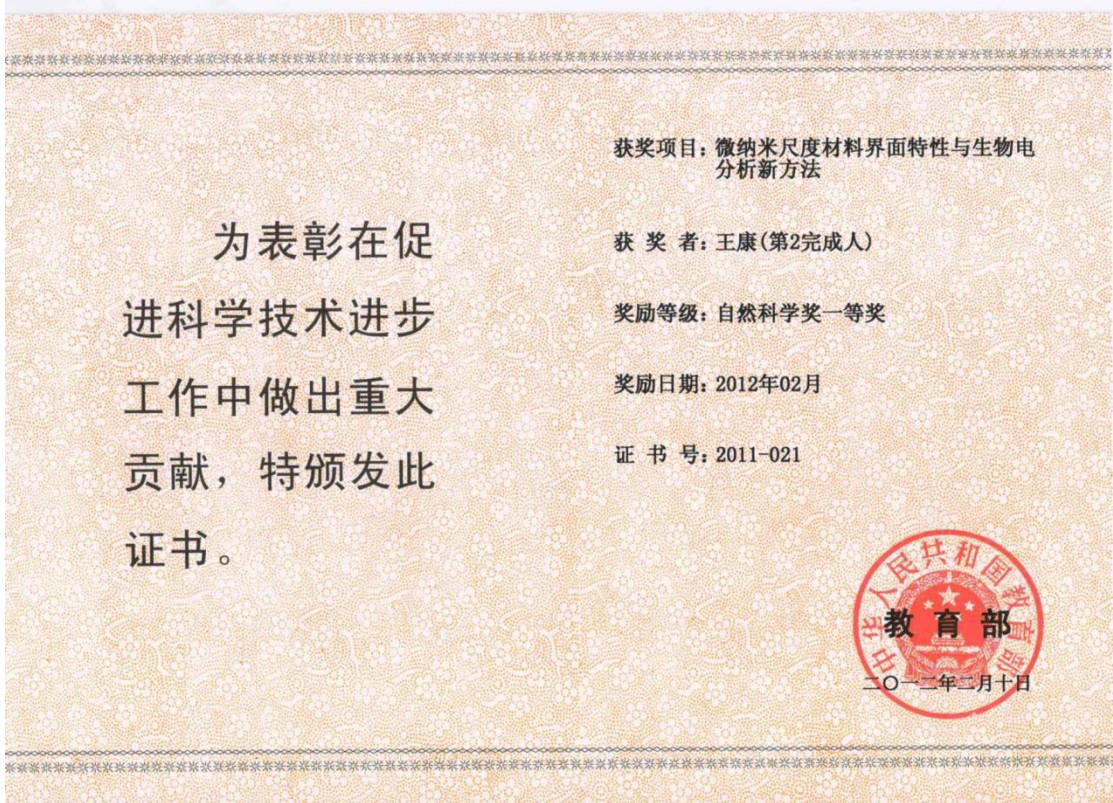 为表彰在促
进科学技术进步
工作中做出重大
贡献，特颁发此
证书。
获奖项目：微纳米尺度材料界面特性与生物电
分析新方法
获 奖 者：王康(第2完成人)
奖励等级：自然科学奖一等奖
奖励日期：2012年02月
证 书 号：2011-021
中华人民共和国教育部
教 育 部
二〇一二年二月十日